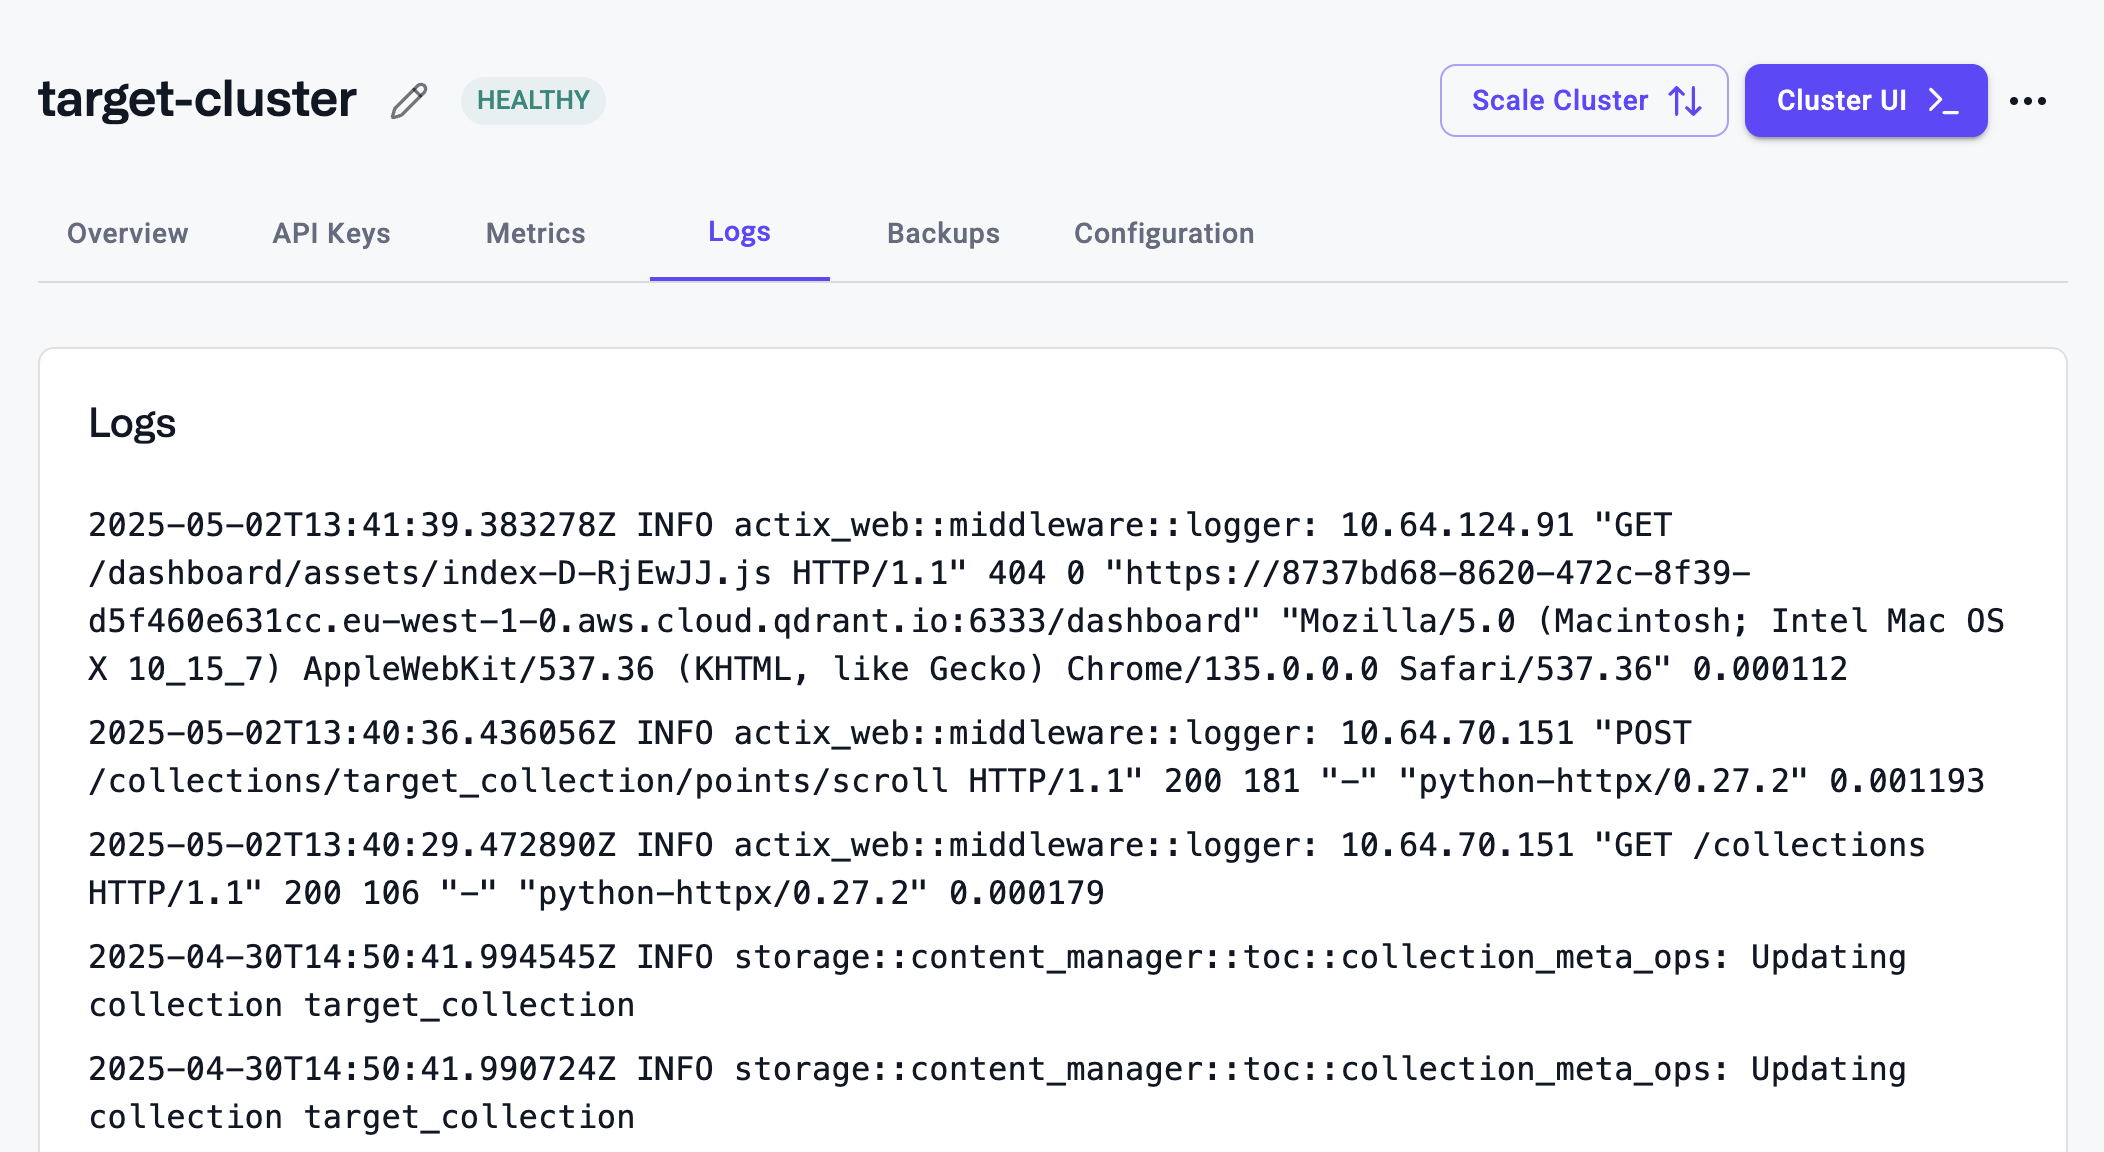 target-cluster HEALTHY Scale Cluster Cluster UI
Overview API Keys Metrics Logs Backups Configuration
Logs
2025-05-02T13:41:39.383278Z INFO actix_web::middleware::logger: 10.64.124.91 "GET
/dashboard/assets/index-D-RjEwJJ.js HTTP/1.1" 404 0 "https://8737bd68-8620-472c-8f39-
d5f460e631cc.eu-west-1-0.aws.cloud.qdrant.io:6333/dashboard" "Mozilla/5.0 (Macintosh; Intel Mac OS
X 10_15_7) AppleWebKit/537.36 (KHTML, like Gecko) Chrome/135.0.0.0 Safari/537.36" 0.000112
2025-05-02T13:40:36.436056Z INFO actix_web::middleware::logger: 10.64.70.151 "POST
/collections/target_collection/points/scroll HTTP/1.1" 200 181 "-" "python-httpx/0.27.2" 0.001193
2025-05-02T13:40:29.472890Z INFO actix_web::middleware::logger: 10.64.70.151 "GET /collections
HTTP/1.1" 200 106 "-" "python-httpx/0.27.2" 0.000179
2025-04-30T14:50:41.994545Z INFO storage::content_manager::toc::collection_meta_ops: Updating
collection target_collection
2025-04-30T14:50:41.990724Z INFO storage::content_manager::toc::collection_meta_ops: Updating
collection target_collection